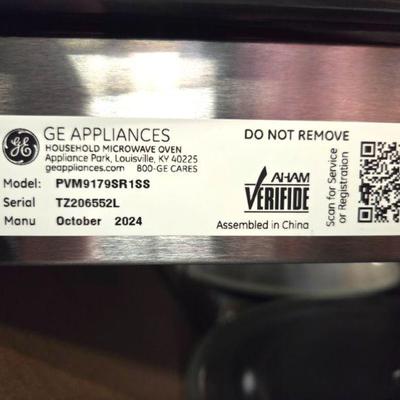 GE APPLIANCES
HOUSEHOLD MICROWAVE OVEN
Appliance Park, Louisville, KY 40225
geappliances.com 800-GE CARES
Model: PVM9179SR1SS
Serial TZ206552L
Manu October 2024
DO NOT REMOVE
AHAM
VERIFIDE
Assembled in China
Scan for Service
or Registration
GE